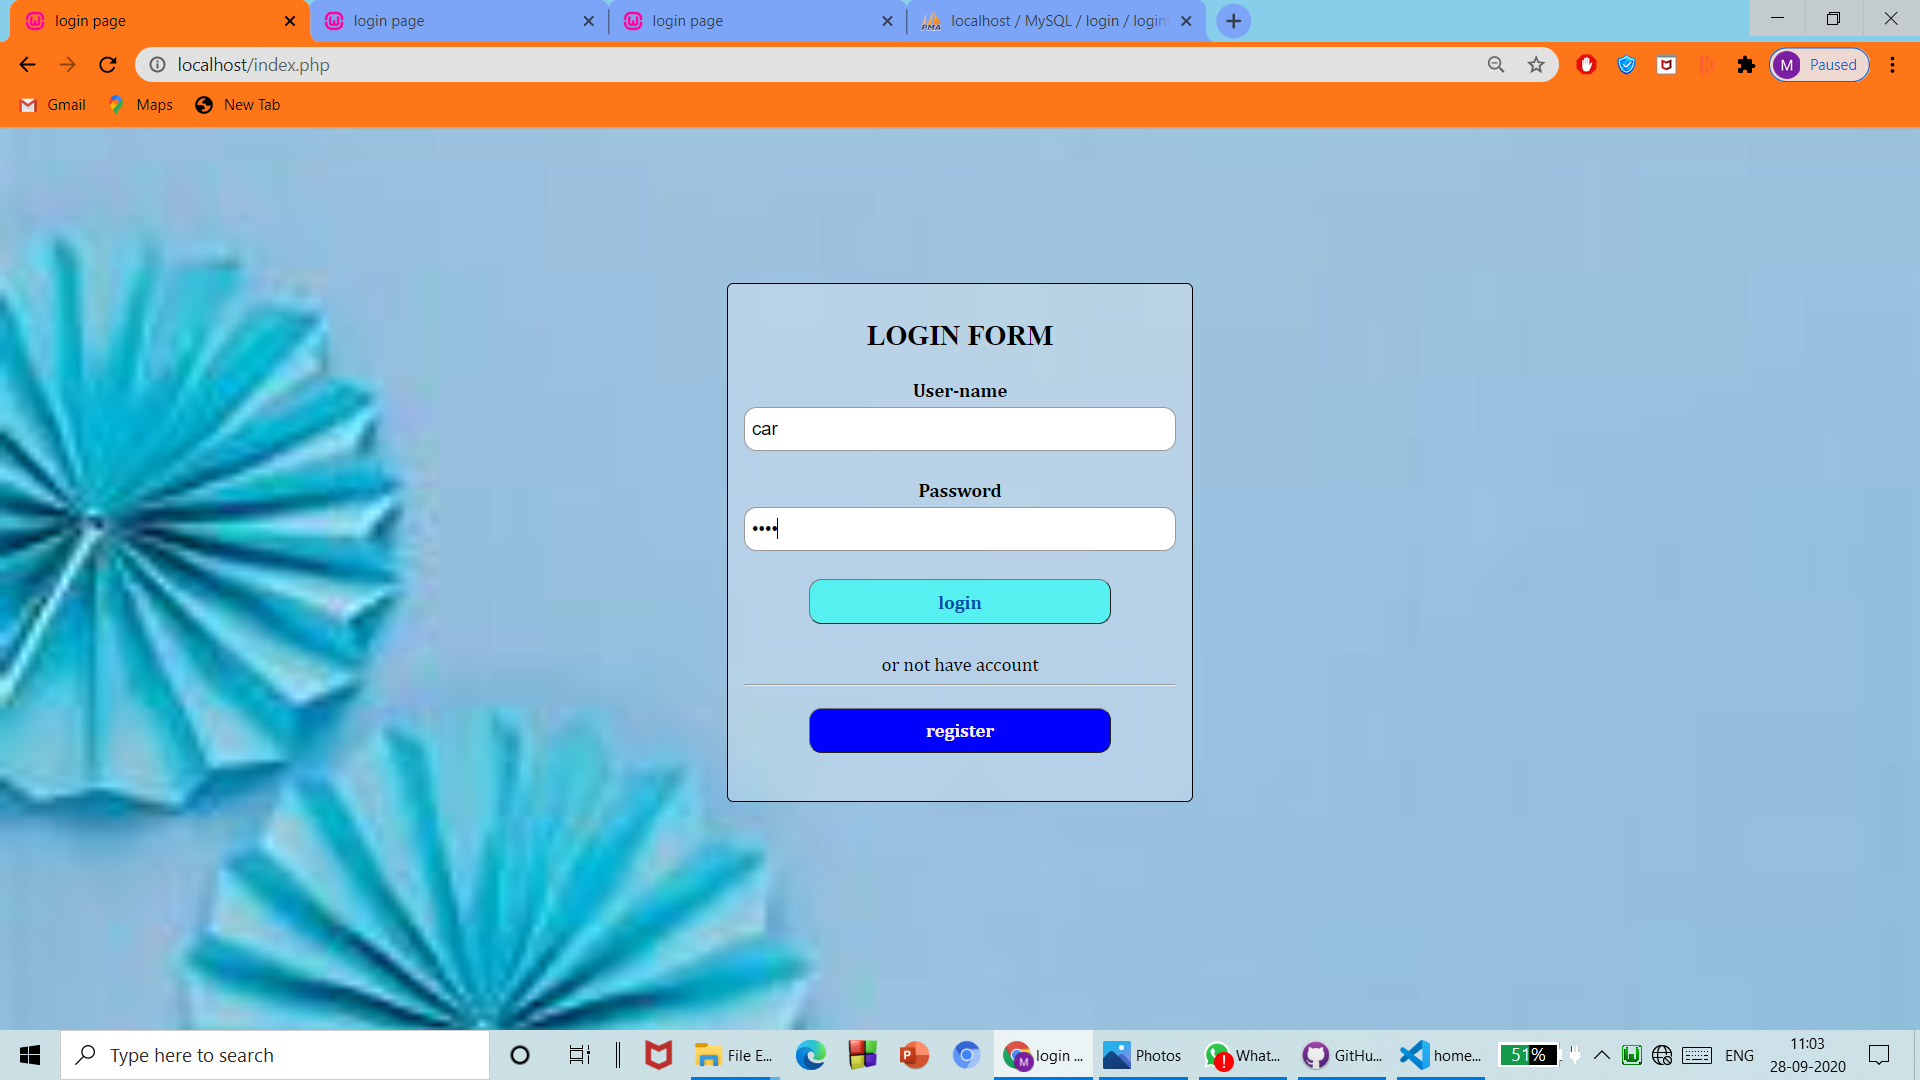 login page
login page
login page
localhost / MySQL / login / login
localhost/index.php
M Paused
Gmail
Maps
New Tab
LOGIN FORM
User-name
car
Password
••••
login
or not have account
register
Type here to search
File E...
login ...
Photos
What...
GitHu...
home...
51%
ENG
11:03
28-09-2020